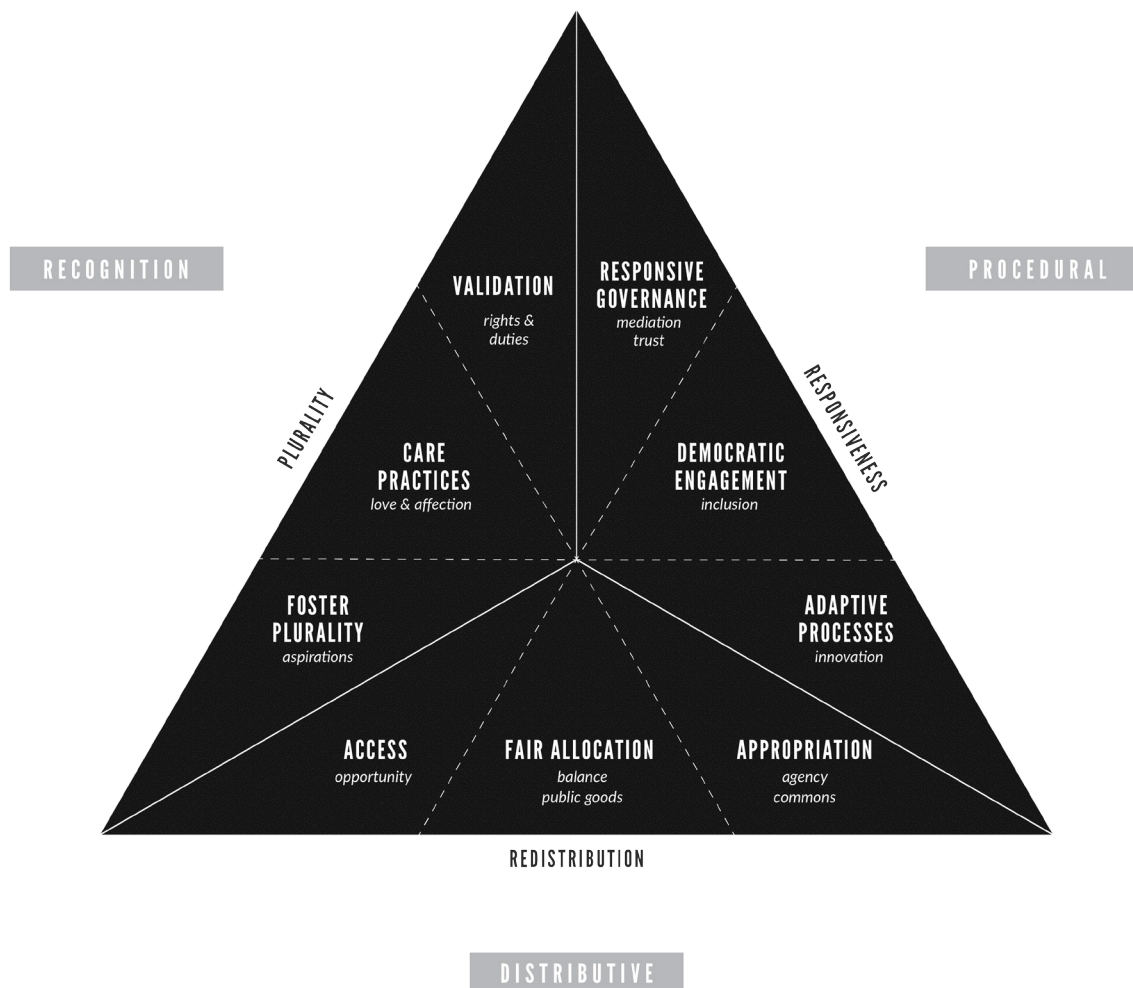 RECOGNITION
PROCEDURAL
VALIDATION
rights &
duties
RESPONSIVE
GOVERNANCE
mediation
trust
PLURALITY
RESPONSIVENESS
CARE
PRACTICES
love & affection
DEMOCRATIC
ENGAGEMENT
inclusion
FOSTER
PLURALITY
aspirations
ADAPTIVE
PROCESSES
innovation
ACCESS
opportunity
FAIR ALLOCATION
balance
public goods
APPROPRIATION
agency
commons
REDISTRIBUTION
DISTRIBUTIVE